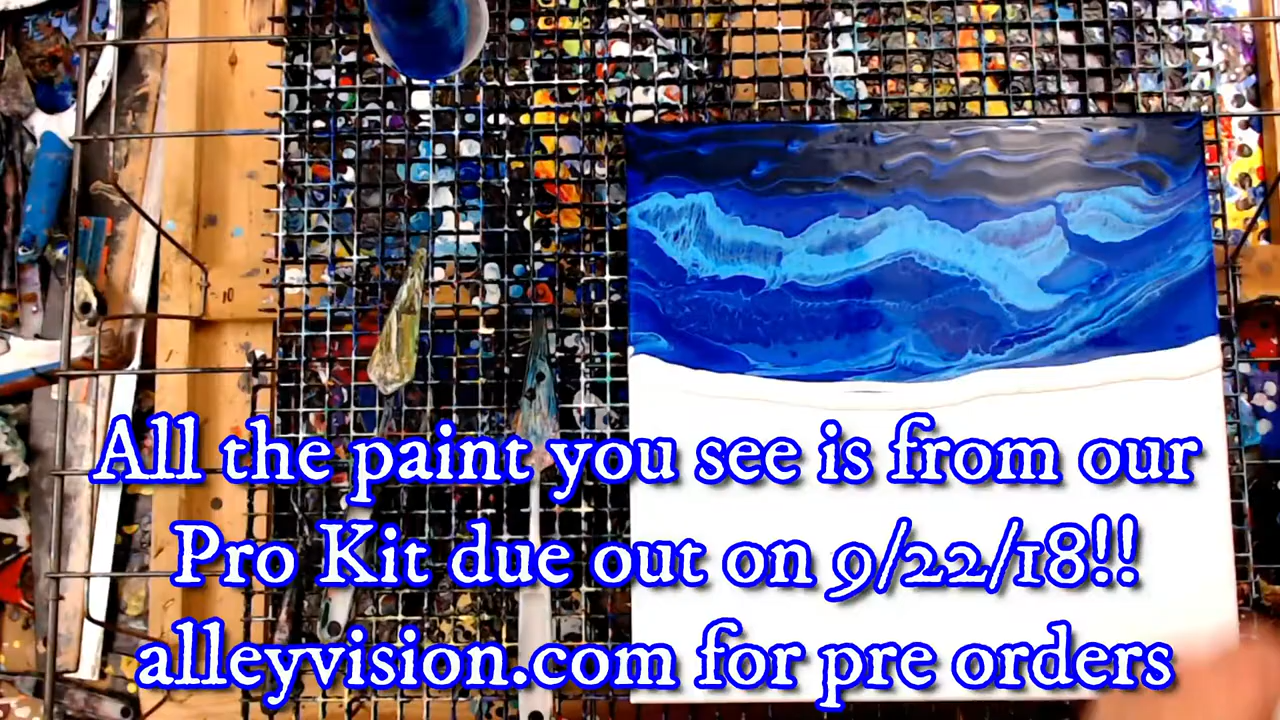 All the paint you see is from our
Pro Kit due out on 9/22/18!!
alleyvision.com for pre orders